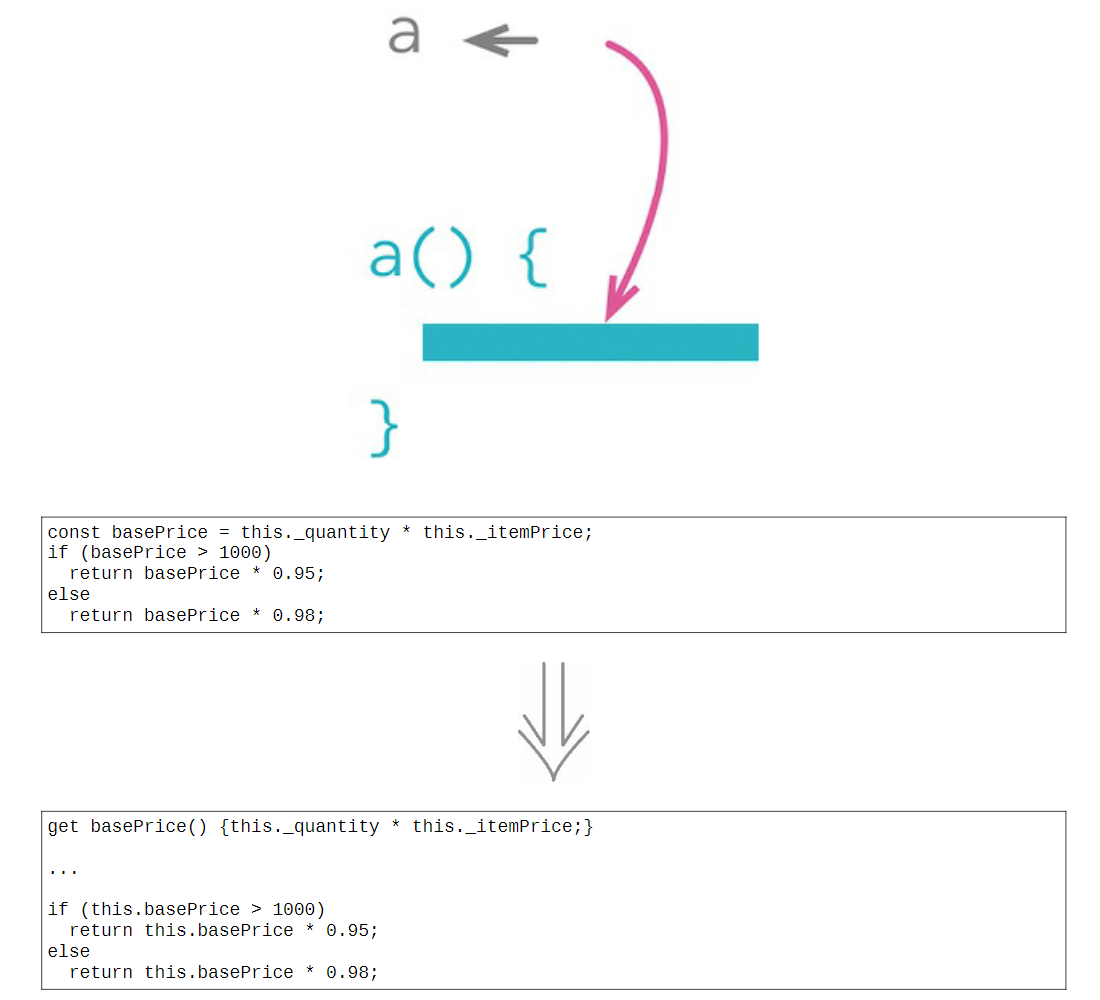 a
a() {
}
const basePrice = this._quantity * this._itemPrice;
if (basePrice > 1000)
  return basePrice * 0.95;
else
  return basePrice * 0.98;
get basePrice() {this._quantity * this._itemPrice;}
...
if (this.basePrice > 1000)
  return this.basePrice * 0.95;
else
  return this.basePrice * 0.98;